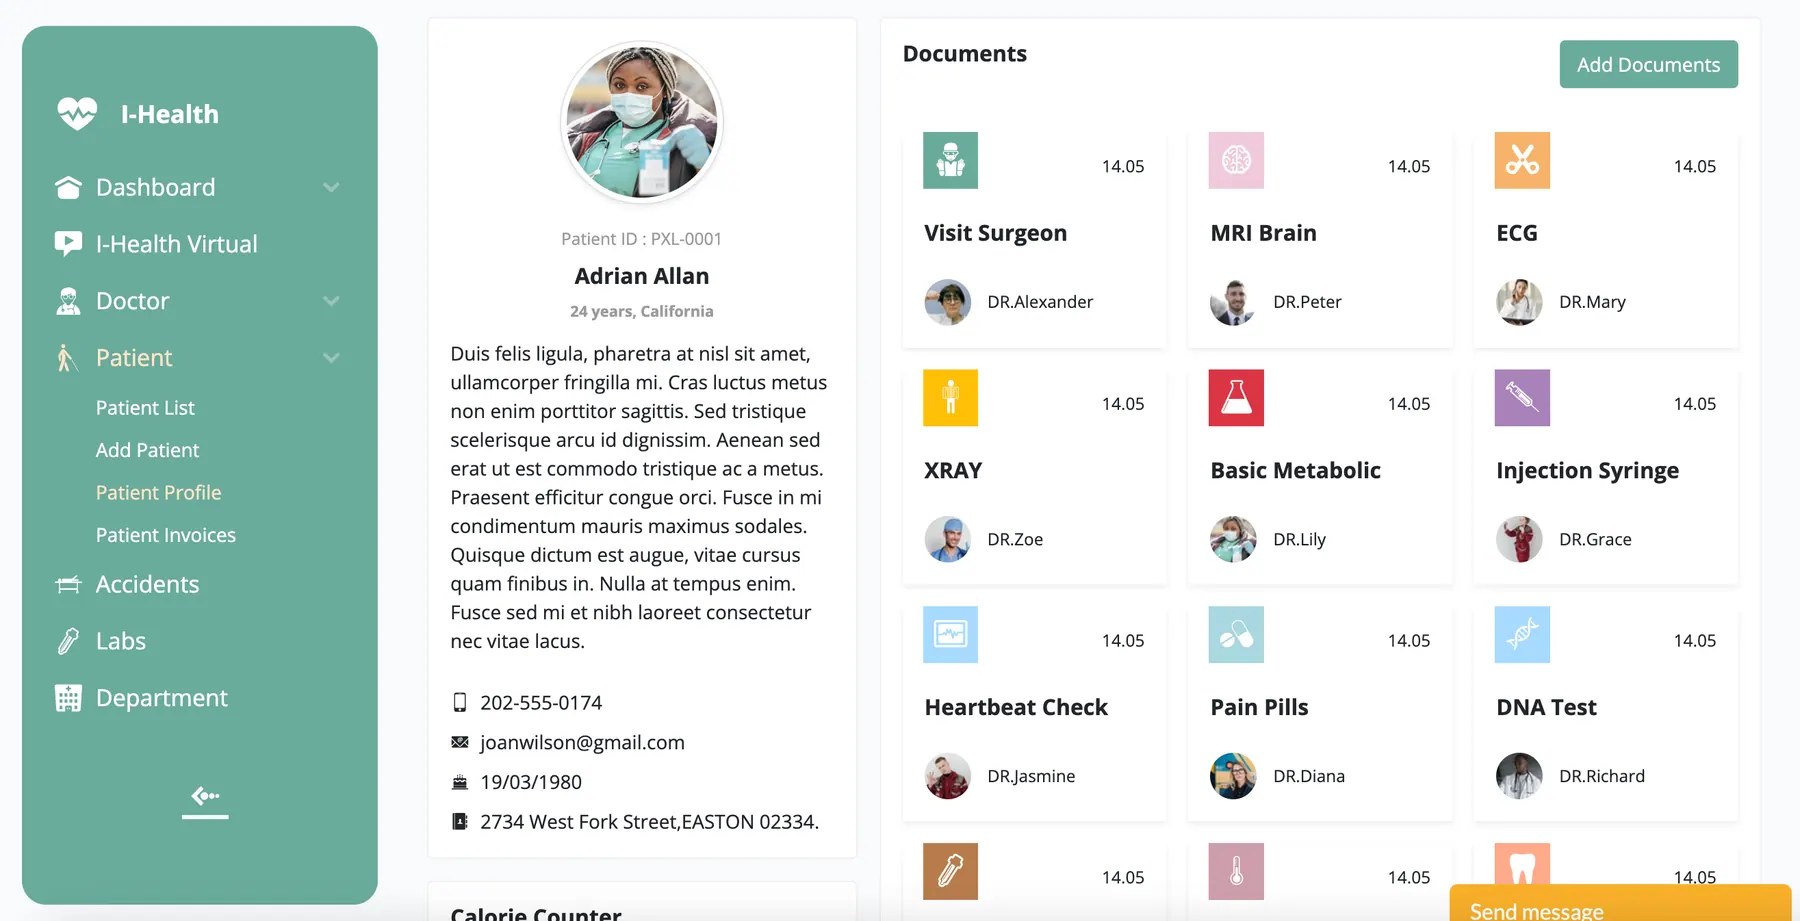 I-Health
Dashboard
I-Health Virtual
Doctor
Patient
Patient List
Add Patient
Patient Profile
Patient Invoices
Accidents
Labs
Department
Patient ID : PXL-0001
Adrian Allan
24 years, California
Duis felis ligula, pharetra at nisl sit amet,
ullamcorper fringilla mi. Cras luctus metus
non enim porttitor sagittis. Sed tristique
scelerisque arcu id dignissim. Aenean sed
erat ut est commodo tristique ac a metus.
Praesent efficitur congue orci. Fusce in mi
condimentum mauris maximus sodales.
Quisque dictum est augue, vitae cursus
quam finibus in. Nulla at tempus enim.
Fusce sed mi et nibh laoreet consectetur
nec vitae lacus.
202-555-0174
joanwilson@gmail.com
19/03/1980
2734 West Fork Street,EASTON 02334.
Calorie Counter
Documents
Add Documents
14.05
Visit Surgeon
DR.Alexander
14.05
MRI Brain
DR.Peter
14.05
ECG
DR.Mary
14.05
XRAY
DR.Zoe
14.05
Basic Metabolic
DR.Lily
14.05
Injection Syringe
DR.Grace
14.05
Heartbeat Check
DR.Jasmine
14.05
Pain Pills
DR.Diana
14.05
DNA Test
DR.Richard
14.05
14.05
14.05
Send message